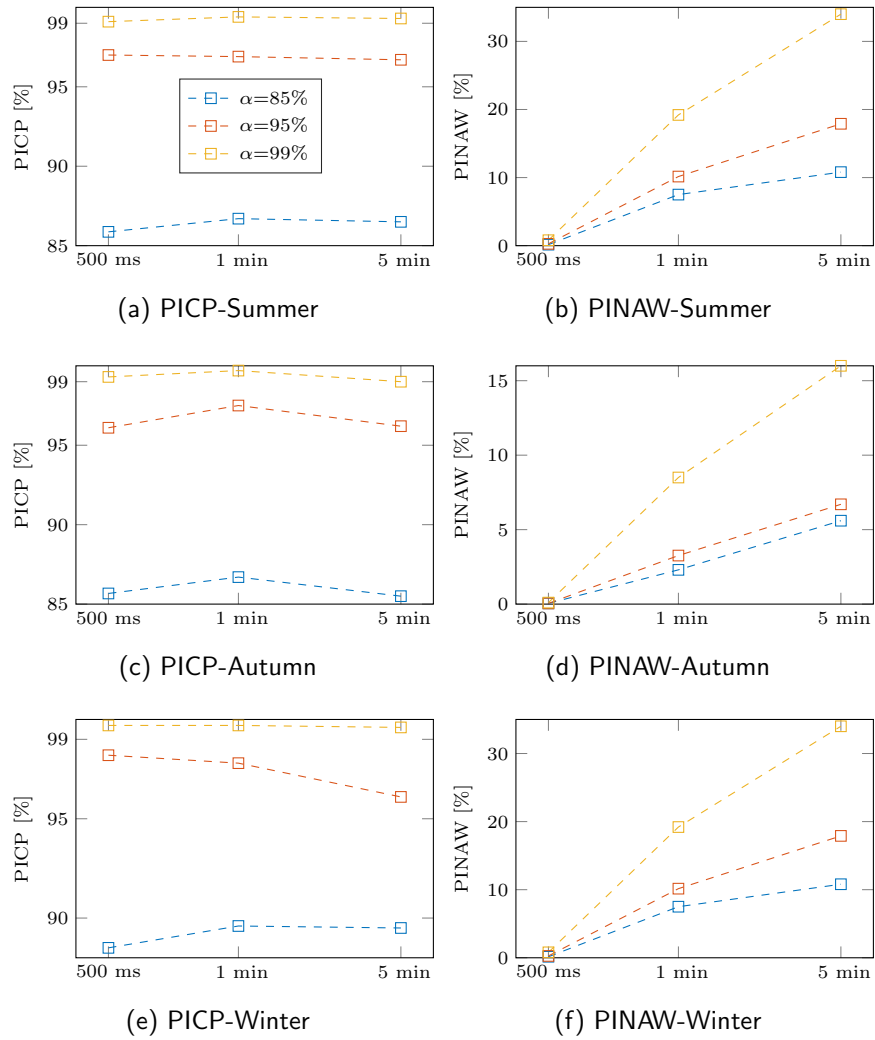 99
95
90
85
PICP [%]
α=85%
α=95%
α=99%
500 ms 1 min 5 min
(a) PICP-Summer
30
20
10
0
PINAW [%]
500 ms 1 min 5 min
(b) PINAW-Summer
99
95
90
85
PICP [%]
500 ms 1 min 5 min
(c) PICP-Autumn
15
10
5
0
PINAW [%]
500 ms 1 min 5 min
(d) PINAW-Autumn
99
95
90
PICP [%]
500 ms 1 min 5 min
(e) PICP-Winter
30
20
10
0
PINAW [%]
500 ms 1 min 5 min
(f) PINAW-Winter